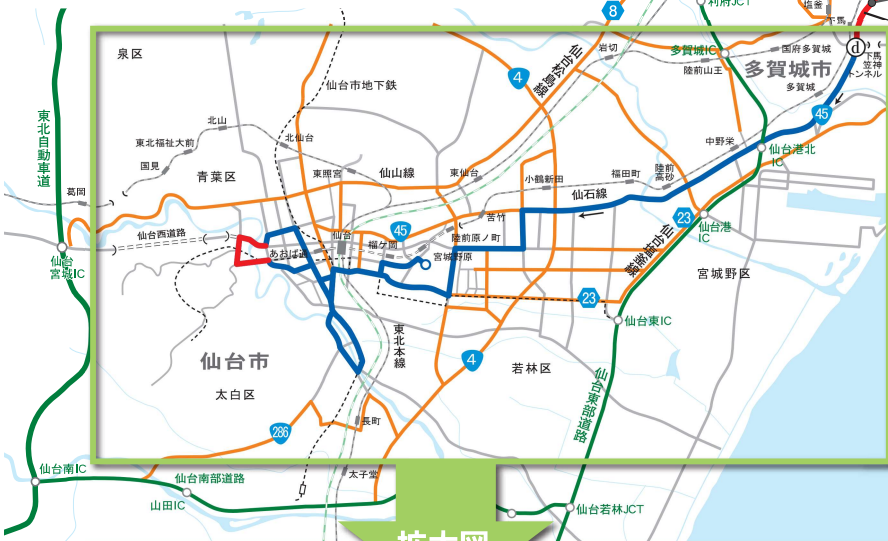 利府JCT
塩釜
下馬
8
泉区
仙台松島線
岩切
多賀城IC
国府多賀城
d
下馬
笠神
トンネル
陸前山王
多賀城市
多賀城
4
仙台市地下鉄
45
東北自動車道
北山
東北福祉大前
国見
北仙台
中野栄
仙台港北
IC
葛岡
青葉区
東照宮
仙山線
東仙台
小鶴新田
福田町
陸前
高砂
仙石線
苦竹
23
仙台港
IC
仙台西道路
仙台
45
榴ケ岡
陸前原ノ町
仙台塩釜線
あおば通
宮城野原
仙台
宮城IC
宮城野区
23
仙台東IC
東北本線
仙台市
4
若林区
太白区
仙台東部道路
286
長町
太子堂
仙台南IC
仙台南部道路
山田IC
仙台若林JCT
拡大図